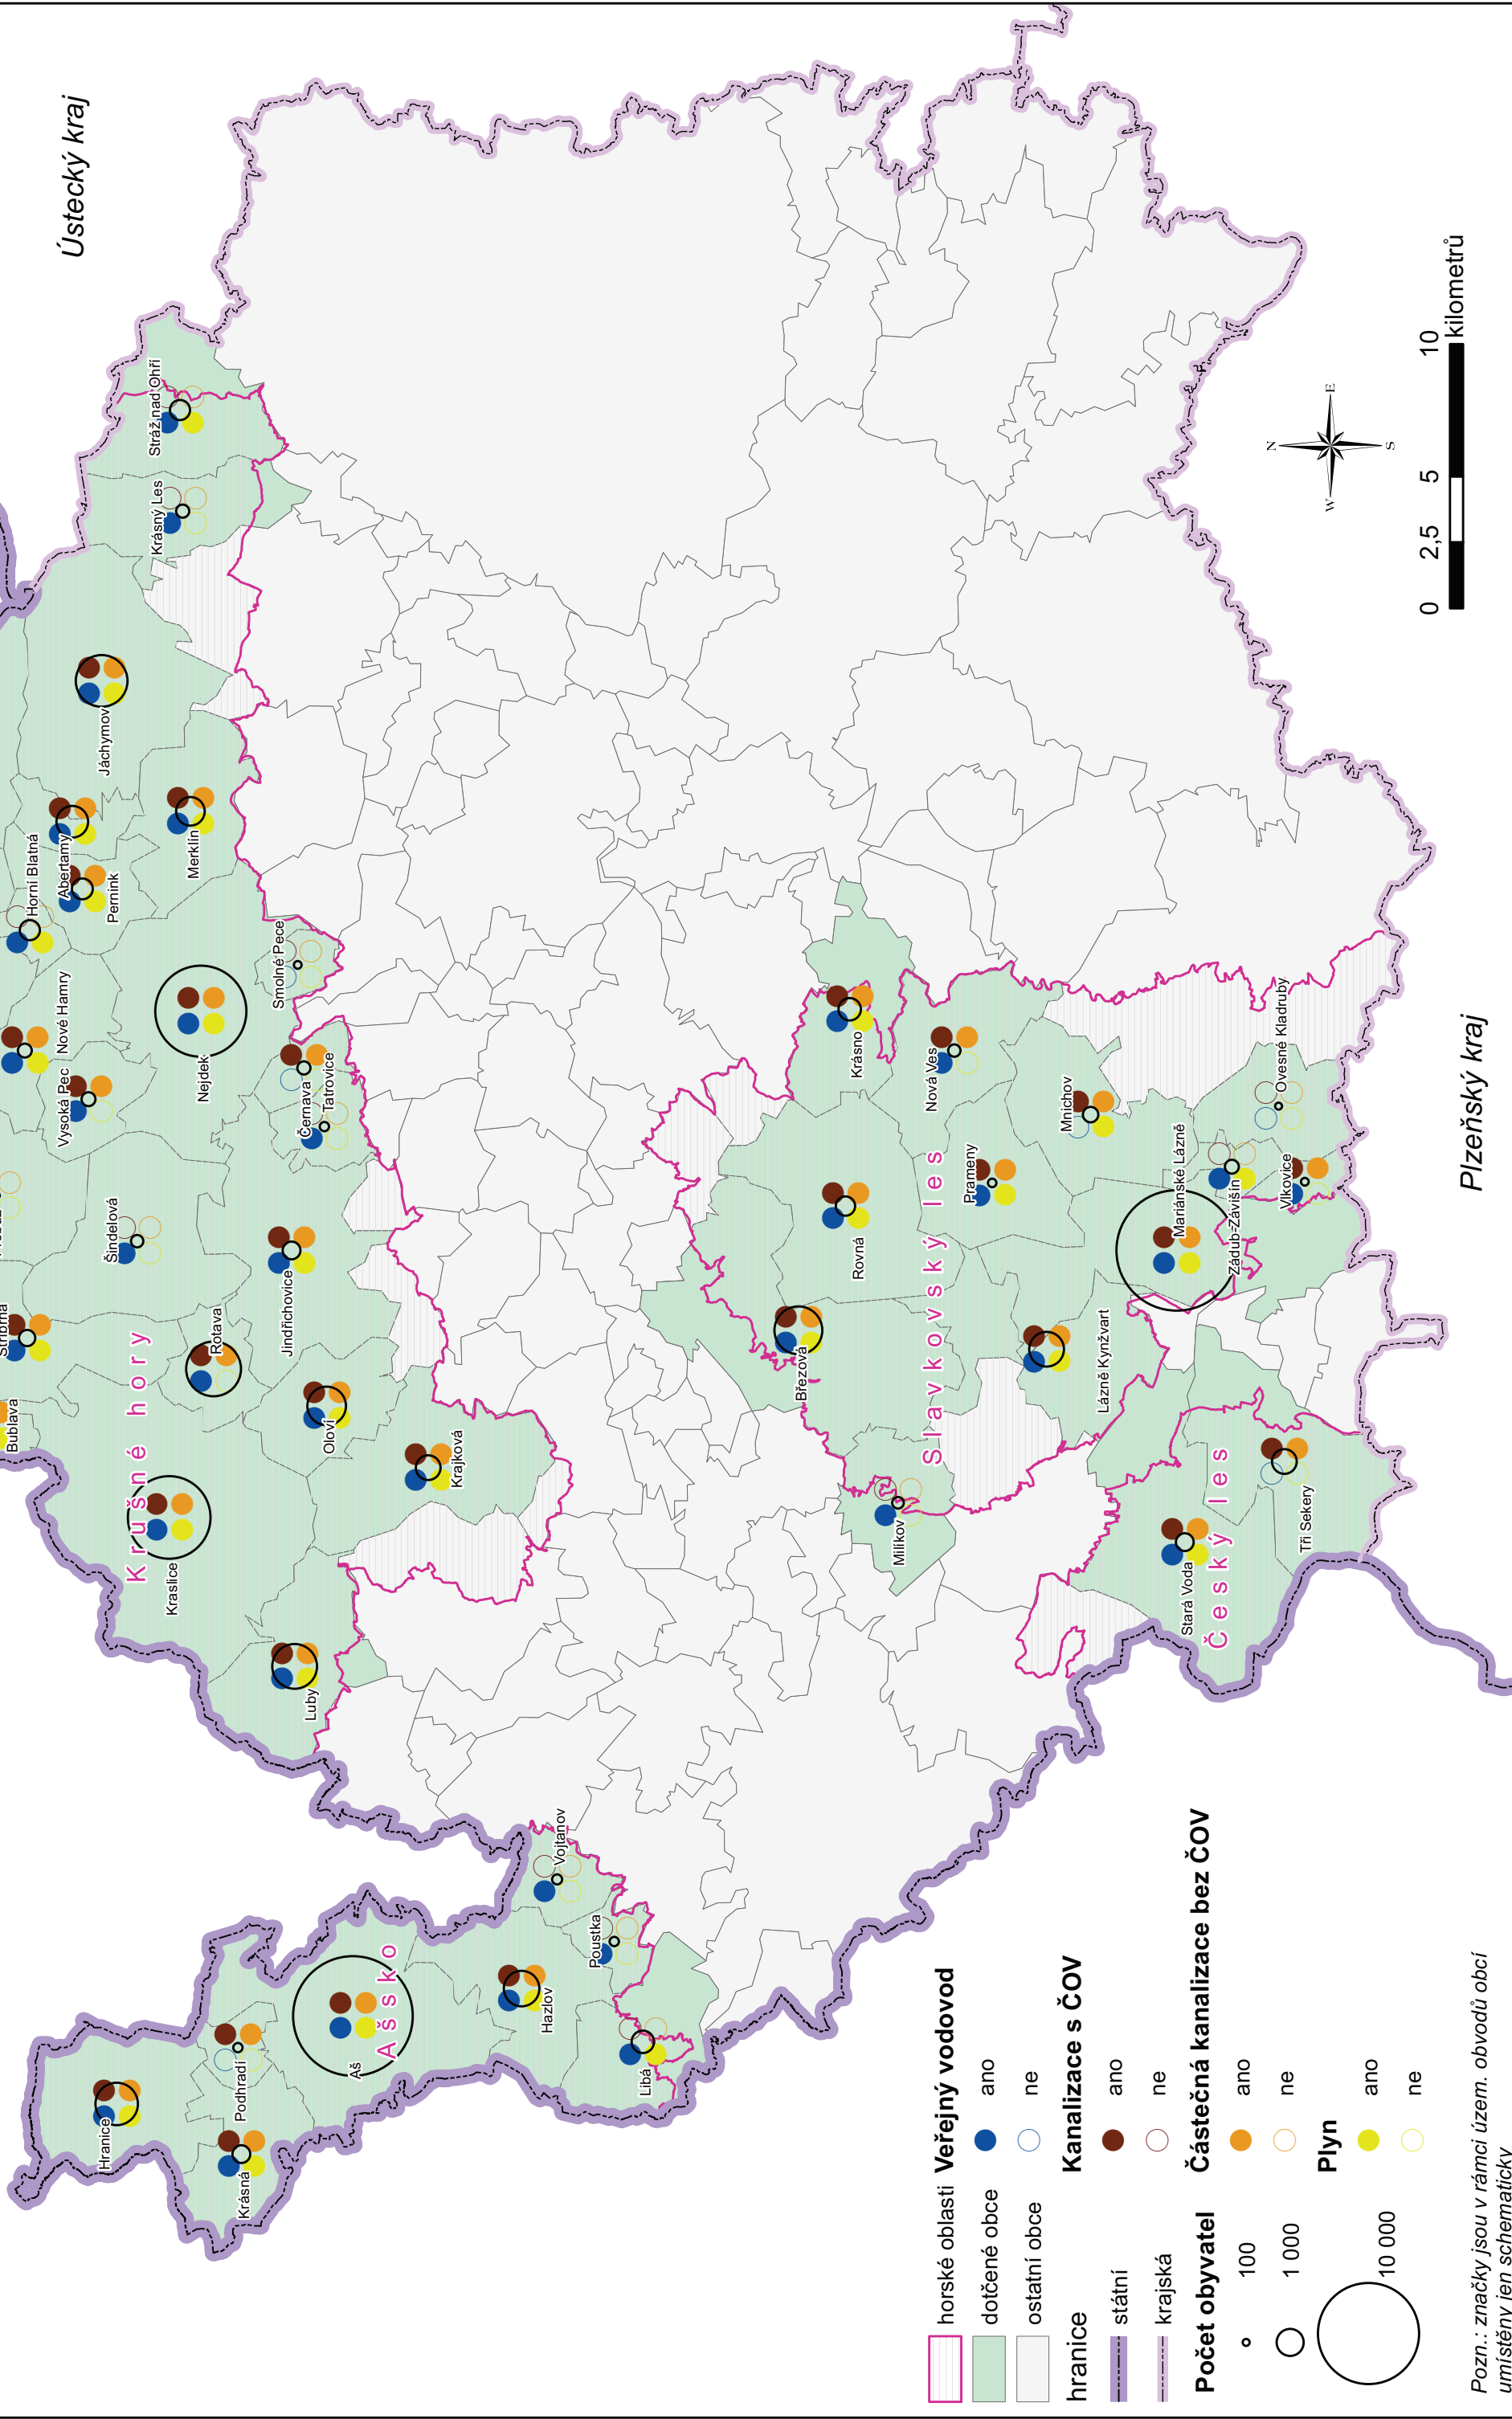 Ústecký kraj
Stráž nad Ohří
Krásný Les
Jáchymov
Horní Blatná
Abertamy
Pernink
Merklín
Nové Hamry
Vysoká Pec
Nejdek
Smolné Pece
Černava
Tatrovice
Šindelová
Stříbrná
Rotava
Jindřichovice
Krušné hory
Bublava
Oloví
Kraslice
Krajková
Luby
Vojtanov
Poustka
Hazlov
Ašsko
Aš
Libá
Podhradí
Hranice
Krásná
Krásno
Nová Ves
Rovná
Prameny
Mnichov
Březová
Slavkovský les
Mariánské Lázně
Ovesné Kladruby
Zádub-Závišín
Vlkovice
Lázně Kynžvart
Milíkov
Český les
Tři Sekery
Stará Voda
Plzeňský kraj
N
E
S
W
0 2,5 5 10
kilometrů
horské oblasti
dotčené obce
ostatní obce
hranice
státní
krajská
Počet obyvatel
100
1 000
10 000
Veřejný vodovod
ano
ne
Kanalizace s ČOV
ano
ne
Částečná kanalizace bez ČOV
ano
ne
Plyn
ano
ne
Pozn.: značky jsou v rámci územ. obvodů obcí
umístěny jen schematicky